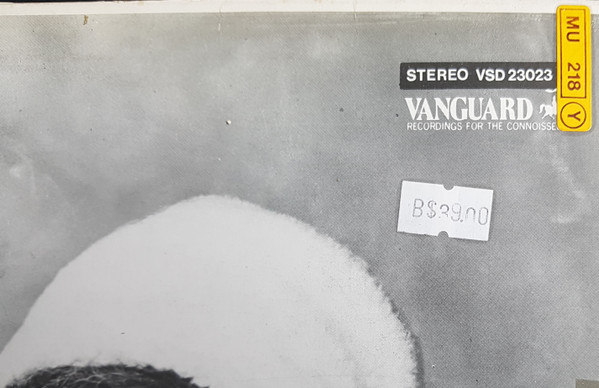 STEREO VSD 23023
VANGUARD
RECORDINGS FOR THE CONNOISSE
B$39.00
MU 218 Y